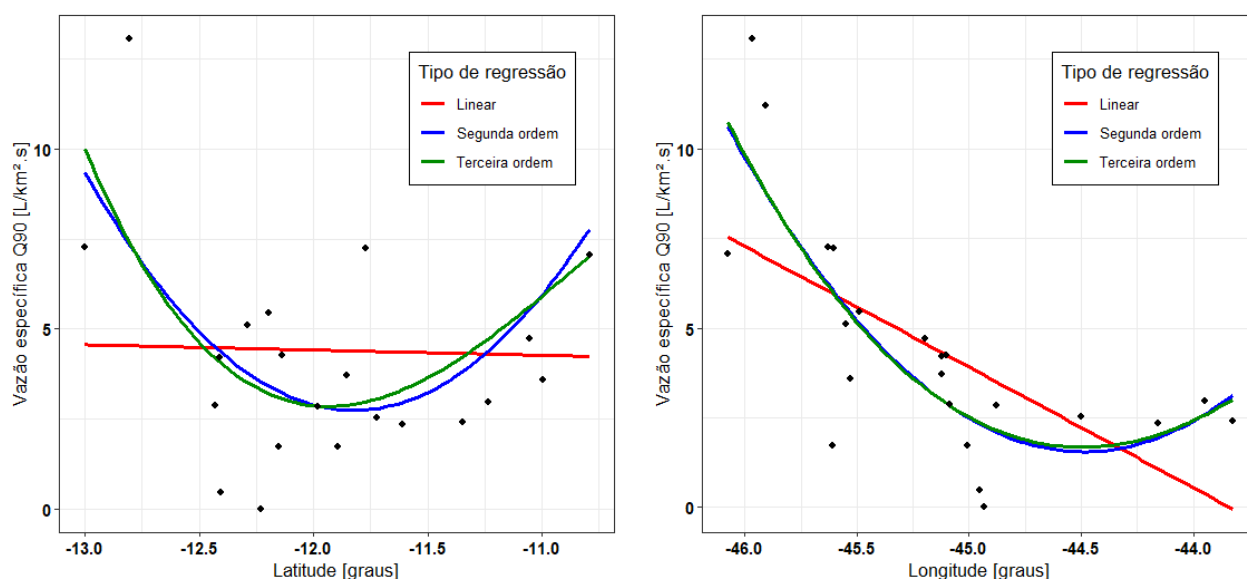 Vazão específica Q90 [L/km².s]
10
5
0
Tipo de regressão
Linear
Segunda ordem
Terceira ordem
-13.0 -12.5 -12.0 -11.5 -11.0
Latitude [graus]
Vazão específica Q90 [L/km².s]
10
5
0
Tipo de regressão
Linear
Segunda ordem
Terceira ordem
-46.0 -45.5 -45.0 -44.5 -44.0
Longitude [graus]